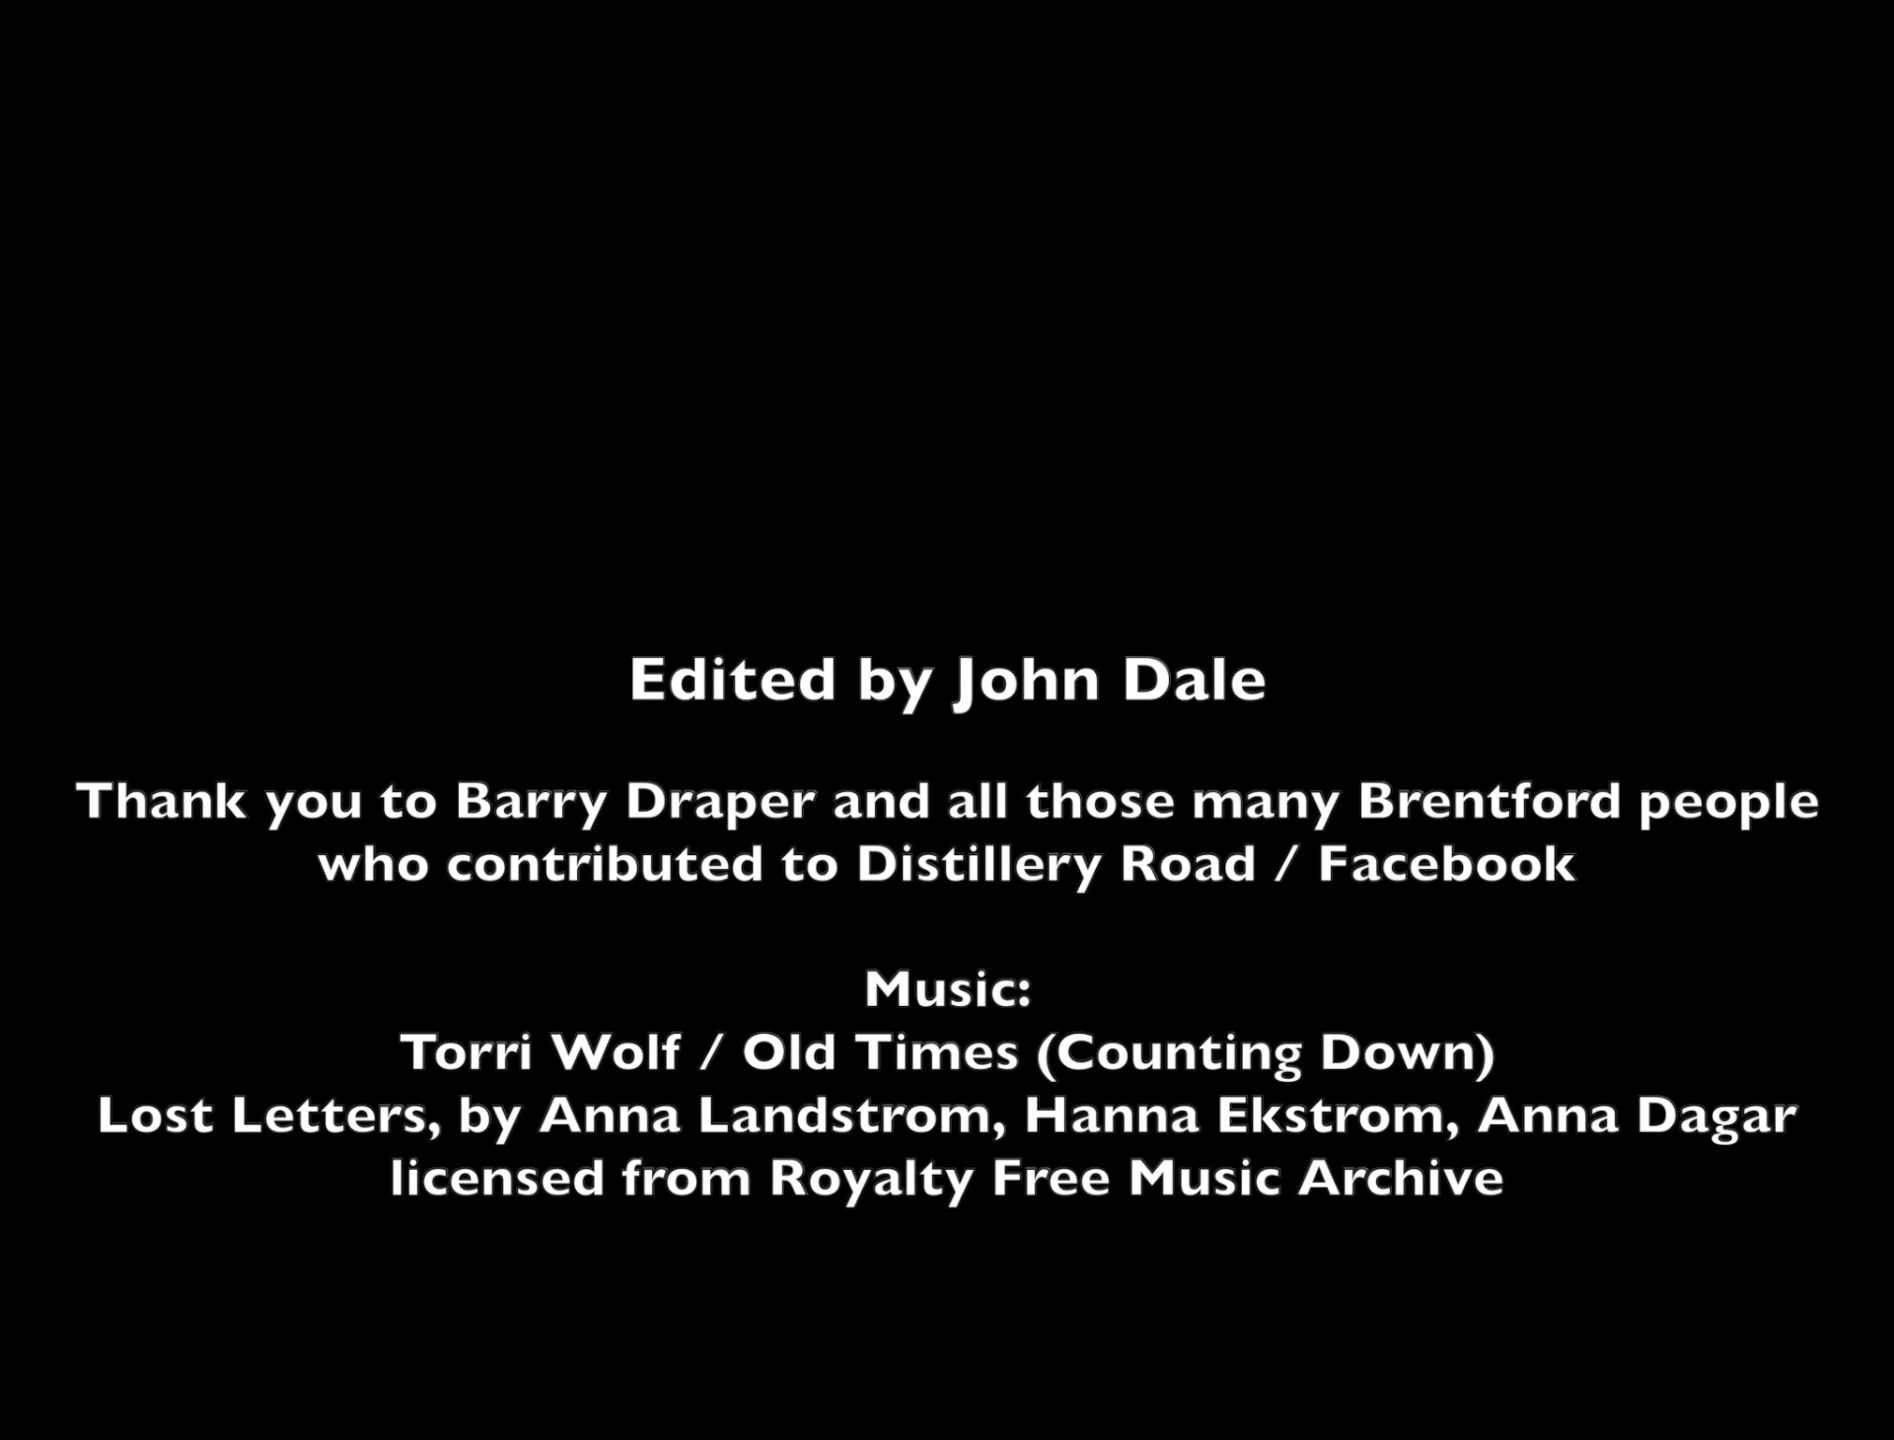 Edited by John Dale
Thank you to Barry Draper and all those many Brentford people
who contributed to Distillery Road / Facebook
Music:
Torri Wolf / Old Times (Counting Down)
Lost Letters, by Anna Landstrom, Hanna Ekstrom, Anna Dagar
licensed from Royalty Free Music Archive